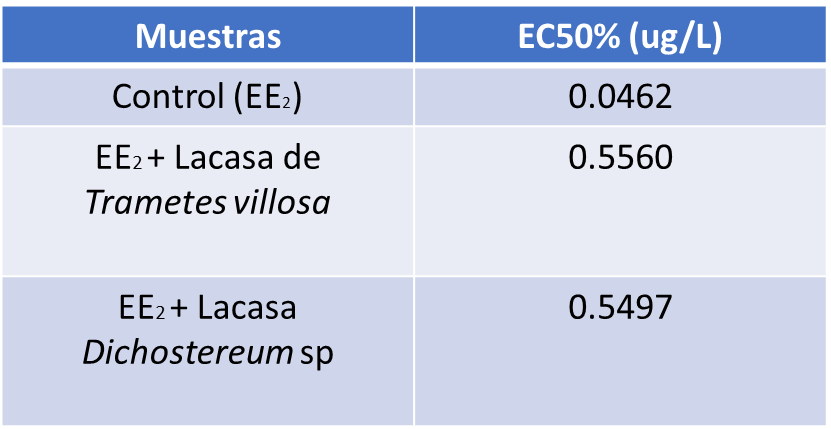 Muestras EC50% (ug/L)
Control (EE₂) 0.0462
EE₂ + Lacasa de 0.5560
Trametes villosa
EE₂ + Lacasa 0.5497
Dichostereum sp